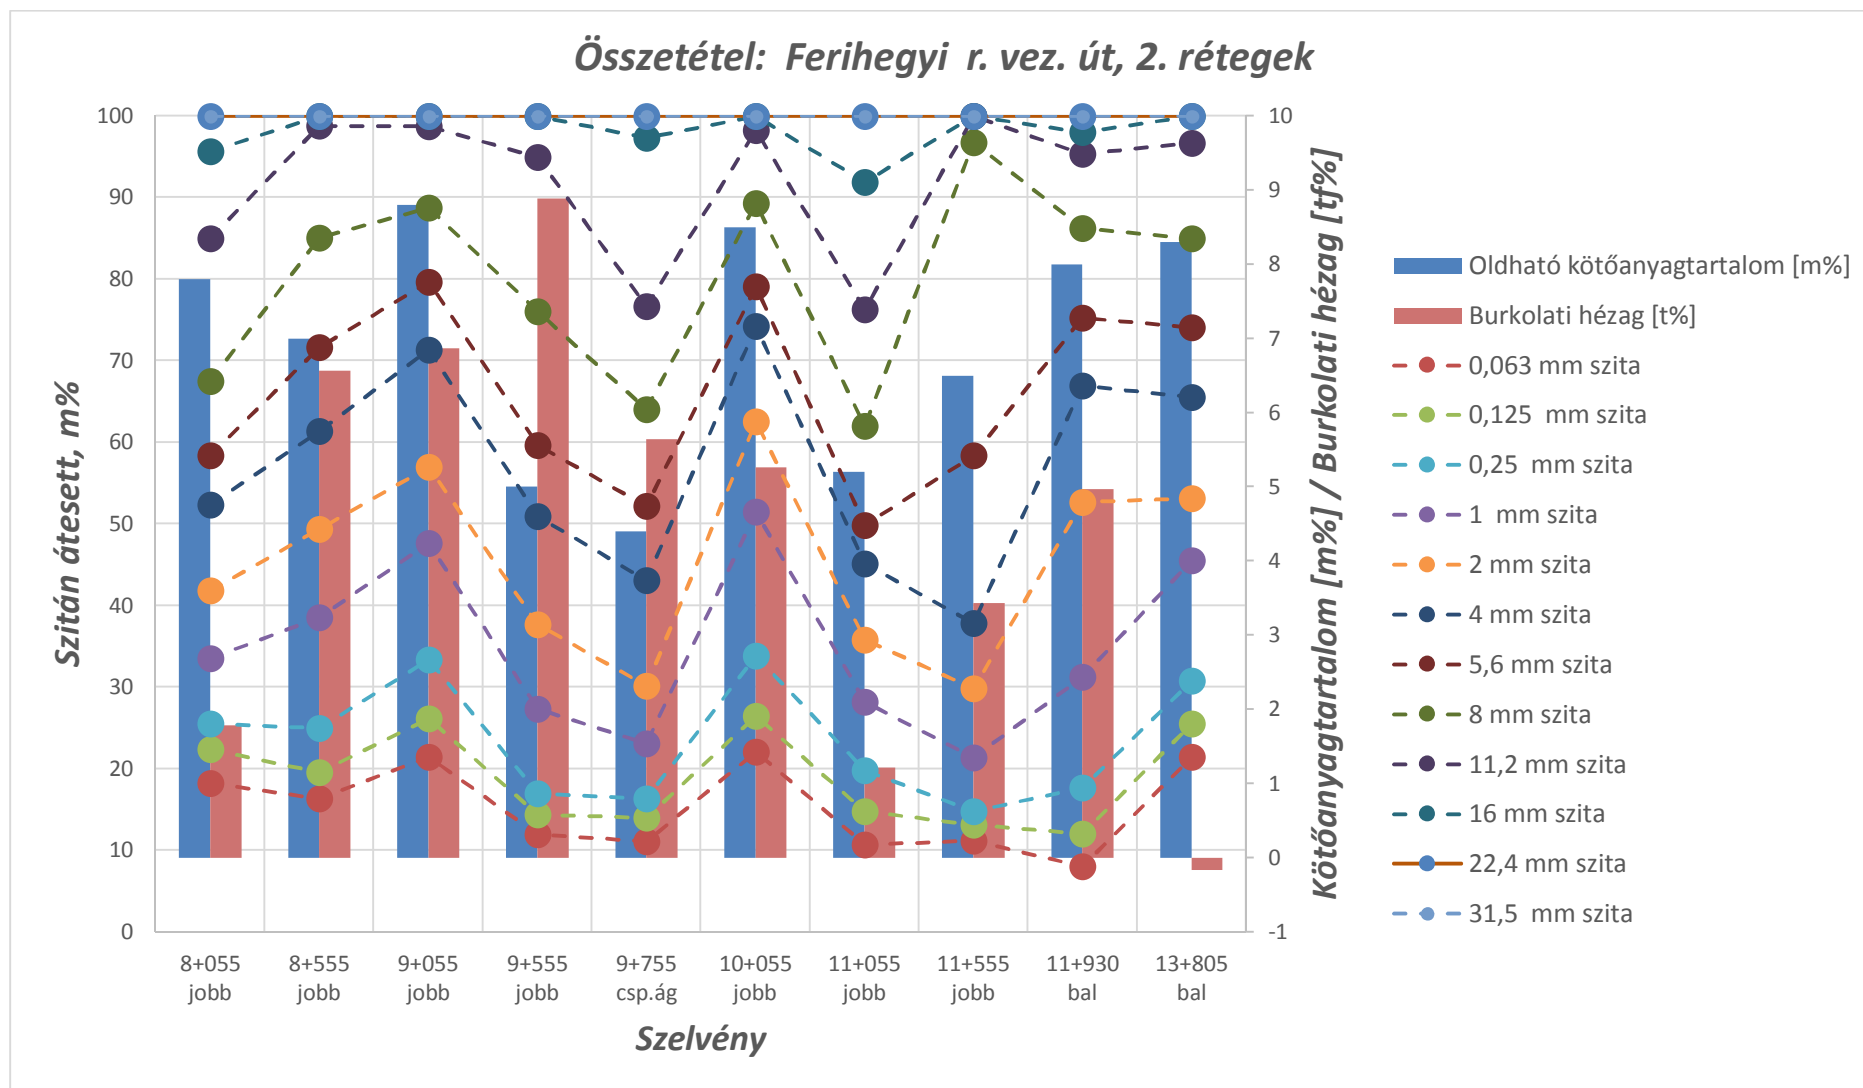 Összetétel:  Ferihegyi  r. vez. út, 2. rétegek
Szitán átesett, m%
100
90
80
70
60
50
40
30
20
10
0
10
9
8
7
6
5
4
3
2
1
0
-1
Kötőanyagtartalom [m%] / Burkolati hézag [tf%]
8+055 jobb
8+555 jobb
9+055 jobb
9+555 jobb
9+755 csp.ág
10+055 jobb
11+055 jobb
11+555 jobb
11+930 bal
13+805 bal
Szelvény
Oldható kötőanyagtartalom [m%]
Burkolati hézag [t%]
0,063 mm szita
0,125  mm szita
0,25  mm szita
1  mm szita
2 mm szita
4 mm szita
5,6 mm szita
8 mm szita
11,2 mm szita
16 mm szita
22,4 mm szita
31,5  mm szita